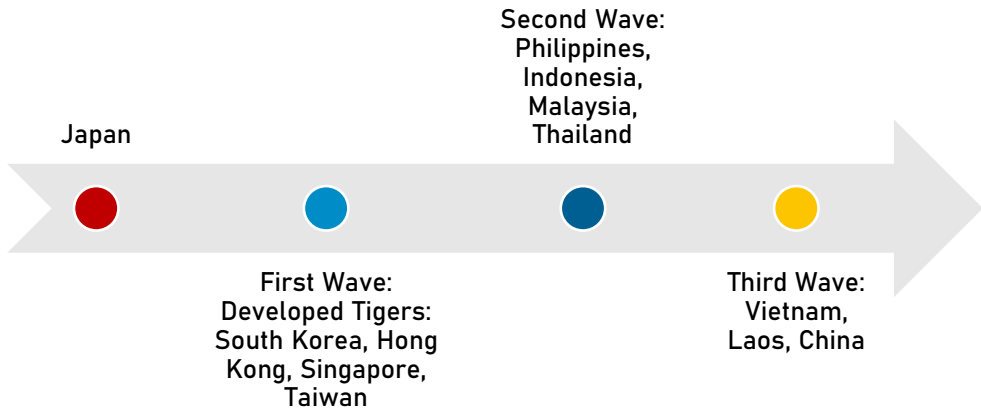 Japan
First Wave:
Developed Tigers:
South Korea, Hong
Kong, Singapore,
Taiwan
Second Wave:
Philippines,
Indonesia,
Malaysia,
Thailand
Third Wave:
Vietnam,
Laos, China